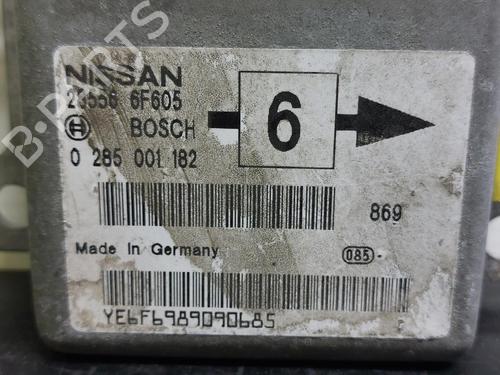 B-PARTS
NISSAN
28556 6F605
BOSCH
6
0 285 001 182
869
Made In Germany
085
YE6F6989090685